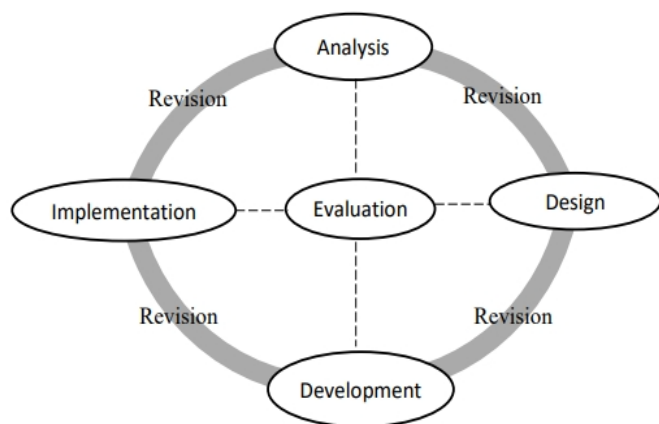 Analysis
Revision
Revision
Implementation
Evaluation
Design
Revision
Revision
Development